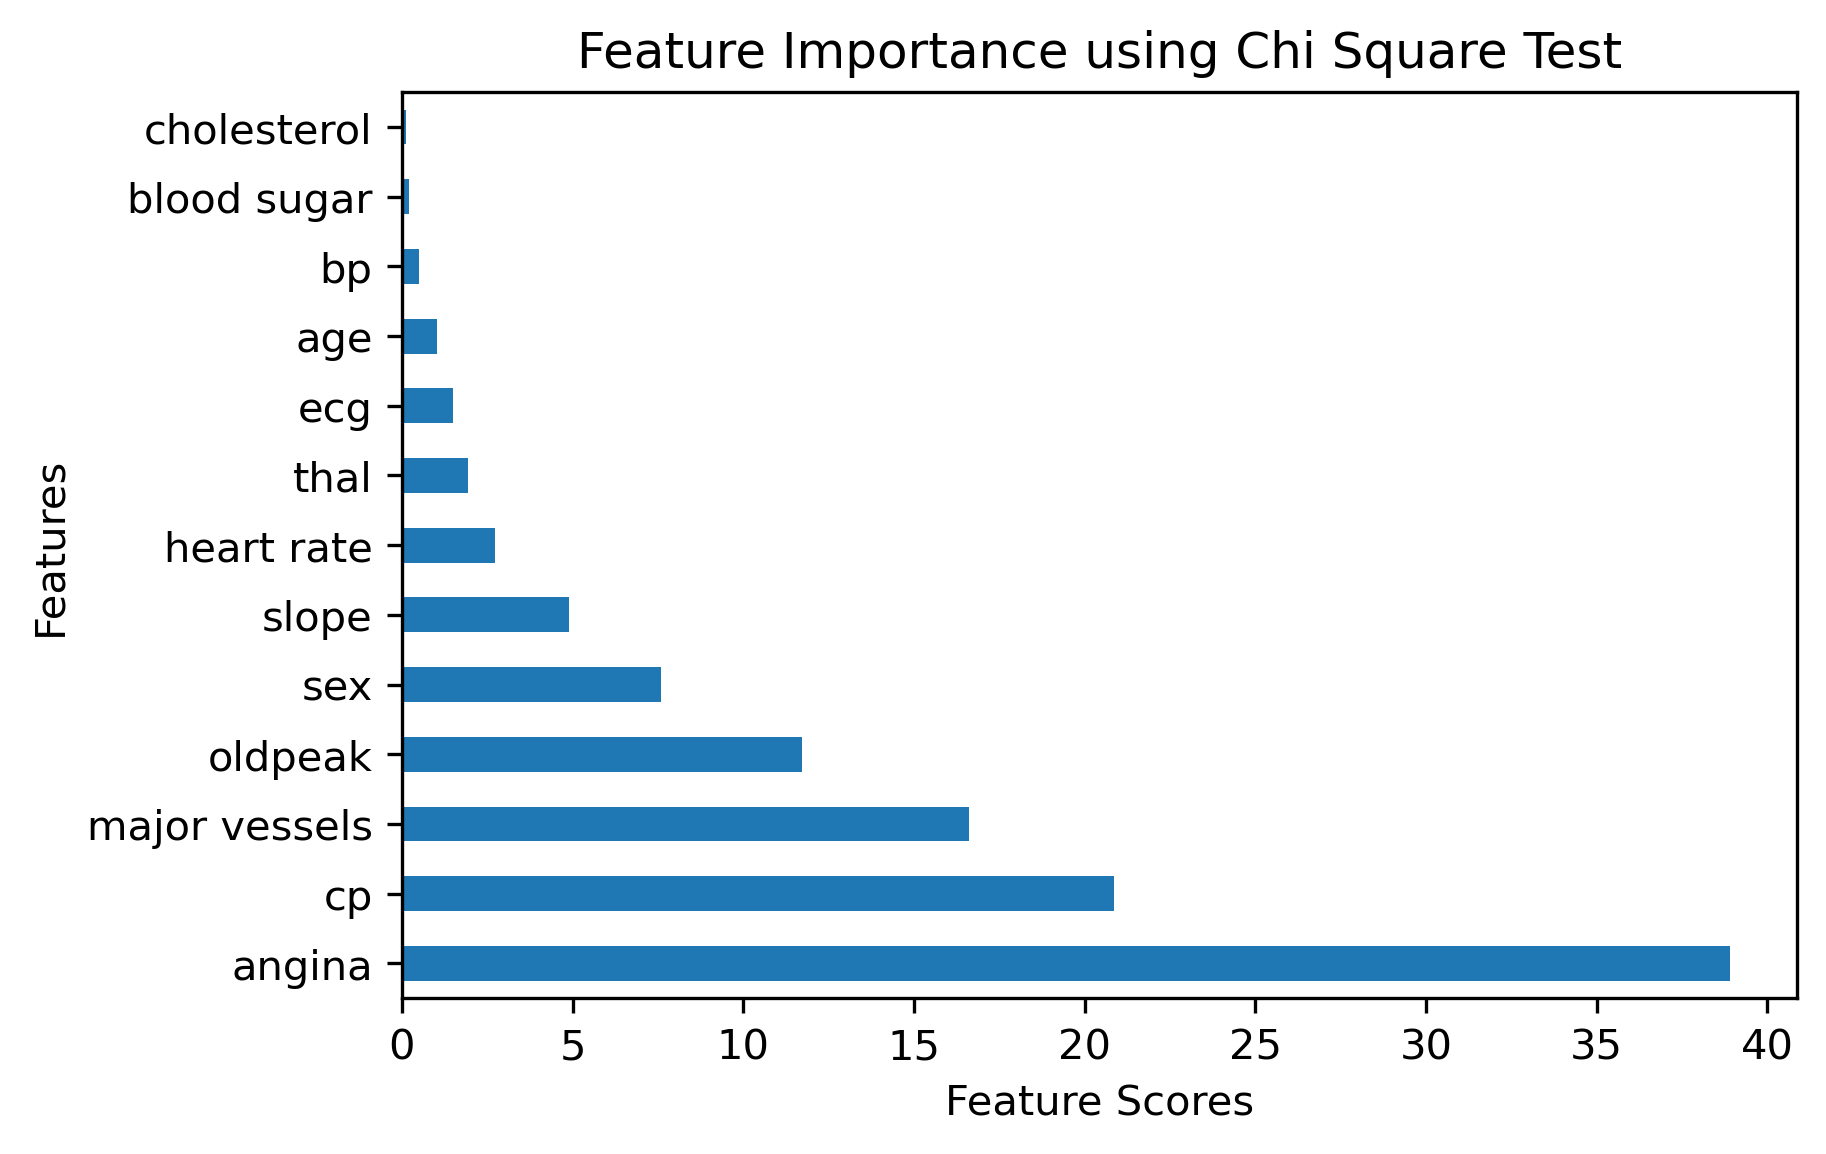 Feature Importance using Chi Square Test
cholesterol
blood sugar
bp
age
ecg
thal
heart rate
slope
sex
oldpeak
major vessels
cp
angina
Features
0 5 10 15 20 25 30 35 40
Feature Scores